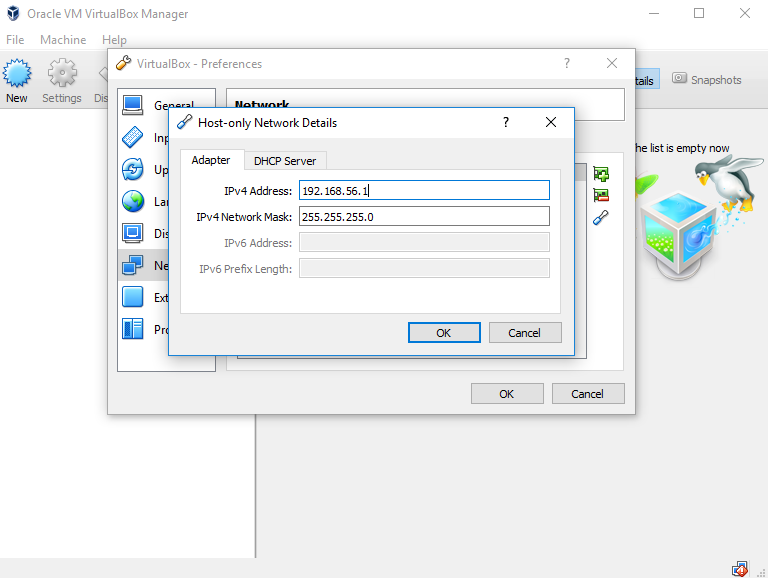 Oracle VM VirtualBox Manager
File Machine Help
VirtualBox - Preferences ?
New Settings Dis
tails Snapshots
General
Network
Host-only Network Details ?
Adapter DHCP Server
he list is empty now
IPv4 Address: 192.168.56.1
IPv4 Network Mask: 255.255.255.0
IPv6 Address:
IPv6 Prefix Length:
Inp
Up
La
Dis
Ne
Ext
Pro
OK Cancel
OK Cancel